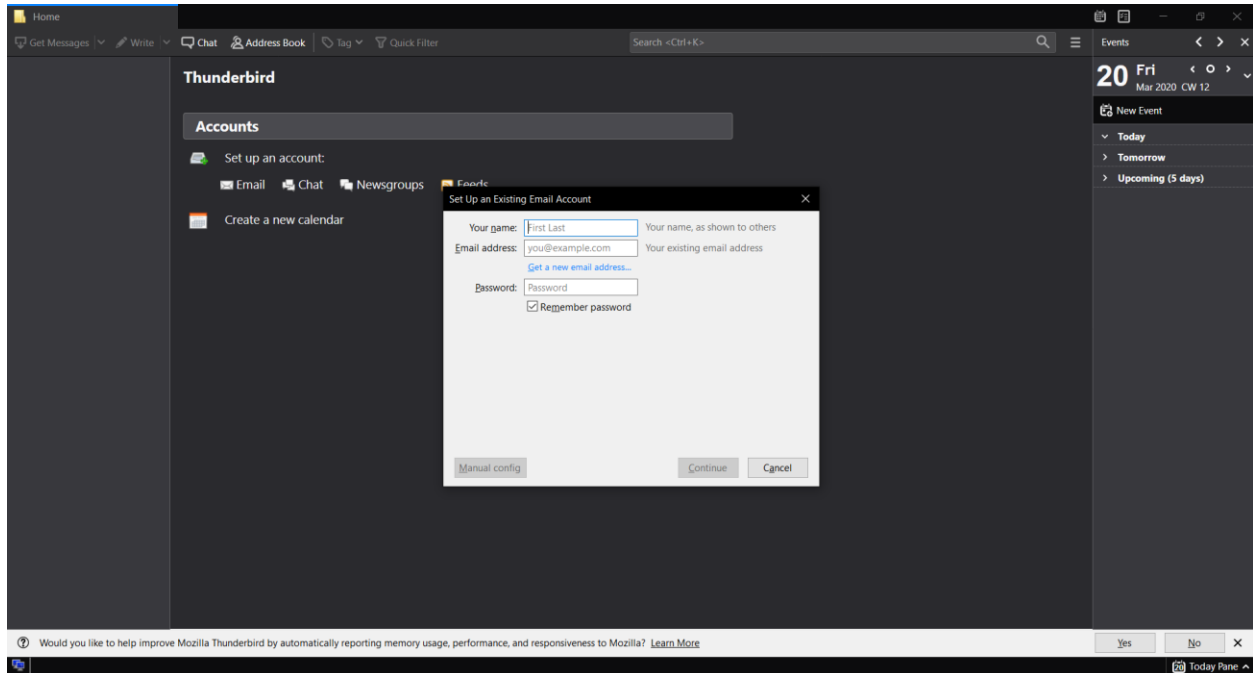 Home
Get Messages Write Chat Address Book Tag Quick Filter Search <Ctrl+K>
Events
20 Fri
Mar 2020 CW 12
New Event
Today
Tomorrow
Upcoming (5 days)
Thunderbird
Accounts
Set up an account:
Email Chat Newsgroups Feeds
Create a new calendar
Set Up an Existing Email Account
Your name: First Last Your name, as shown to others
Email address: you@example.com Your existing email address
Get a new email address...
Password: Password
Remember password
Manual config Continue Cancel
Would you like to help improve Mozilla Thunderbird by automatically reporting memory usage, performance, and responsiveness to Mozilla? Learn More Yes No
20 Today Pane